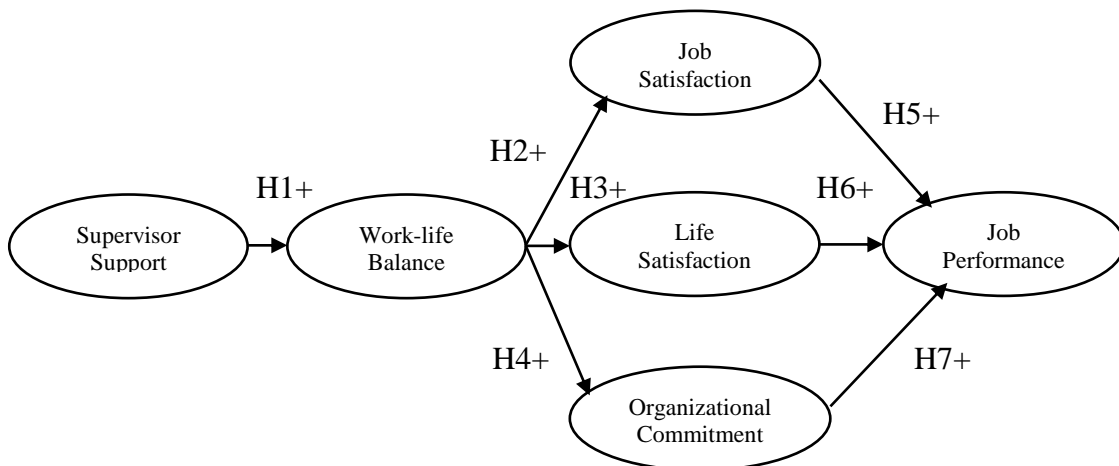 Job
Satisfaction
H5+
H2+
H1+
H3+
H6+
Supervisor
Support
Work-life
Balance
Life
Satisfaction
Job
Performance
H4+
H7+
Organizational
Commitment